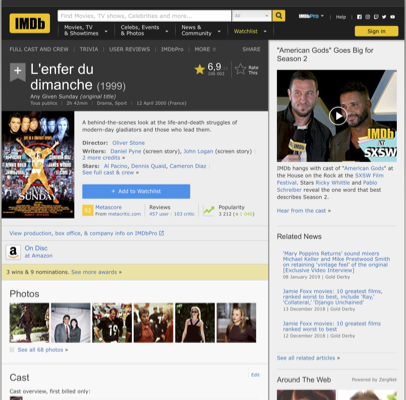 IMDb
Find Movies, TV shows, Celebrities and more...
All
IMDbPro
Help
Movies, TV
& Showtimes
Celebs, Events
& Photos
News &
Community
Watchlist
Sign in
FULL CAST AND CREW | TRIVIA | USER REVIEWS | IMDbPro | MORE
SHARE
L'enfer du
dimanche (1999)
Any Given Sunday (original title)
Tous publics | 2h 43min | Drama, Sport | 12 April 2000 (France)
6,9
Rate
This
A behind-the-scenes look at the life-and-death struggles of
modern-day gladiators and those who lead them.
Director: Oliver Stone
Writers: Daniel Pyne (screen story), John Logan (screen story) |
2 more credits »
Stars: Al Pacino, Dennis Quaid, Cameron Diaz |
See full cast & crew »
+ Add to Watchlist
SUNDAY
Metascore
From metacritic.com
Reviews
457 user | 103 critic
Popularity
View production, box office, & company info on IMDbPro
On Disc
at Amazon
3 wins & 9 nominations. See more awards »
Photos
See all 68 photos »
Cast
Edit
Cast overview, first billed only:
"American Gods" Goes Big for
Season 2
IMDb
SXSW
IMDb hangs with cast of "American Gods" at
the House on the Rock at the SXSW Film
Festival. Stars Ricky Whittle and Pablo
Schreiber reveal the one word that best
describes Season 2.
Hear from the cast »
Related News
'Mary Poppins Returns' sound mixers
Michael Keller and Mike Prestwood Smith
on retaining 'vintage feel' of the original
[Exclusive Video Interview]
08 January 2019 | Gold Derby
Jamie Foxx movies: 10 greatest films,
ranked worst to best, include 'Ray,'
'Collateral,' 'Django Unchained'
13 December 2018 | Gold Derby
Jamie Foxx movies: 10 greatest films
ranked worst to best
12 December 2018 | Gold Derby
See all related articles »
Around The Web
Powered by ZergNet